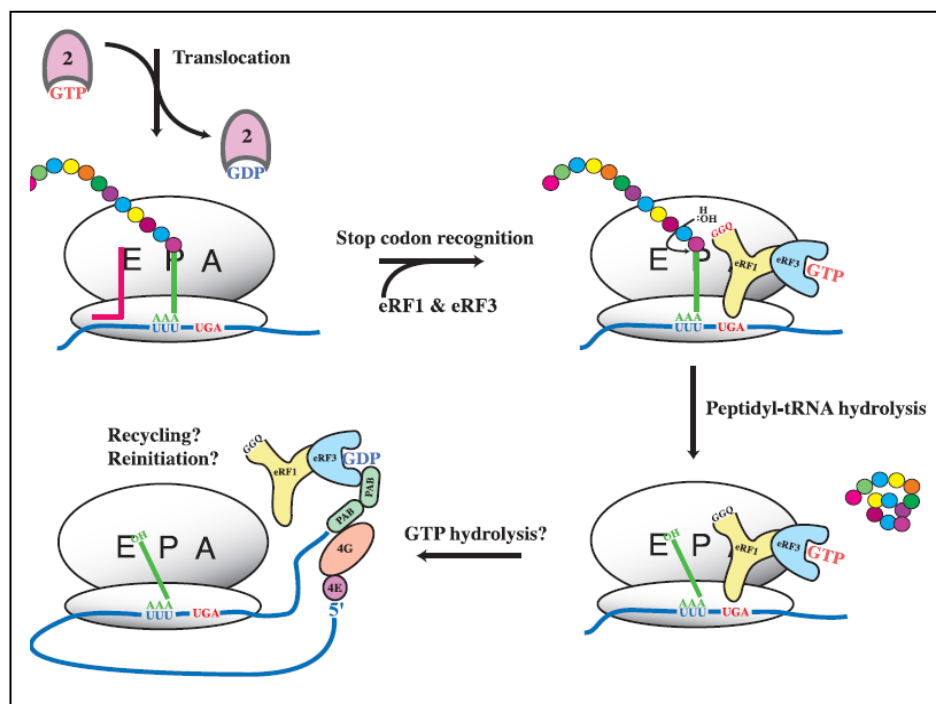 2
GTP
Translocation
2
GDP
E P A
AAA
UUU UGA
Stop codon recognition
eRF1 & eRF3
H
:OH
GGQ
E P A
eRF1
eRF3
GTP
AAA
UUU UGA
Peptidyl-tRNA hydrolysis
GGQ
E P A
eRF1
eRF3
GTP
AAA
UUU UGA
GTP hydrolysis?
Recycling?
Reinitiation?
GGQ
eRF1
eRF3
GDP
PAB
PAB
4G
4E
5'
OH
E P A
AAA
UUU UGA